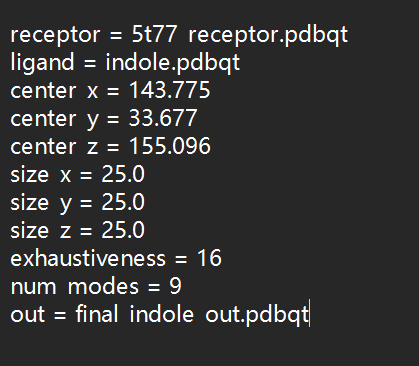 receptor = 5t77 receptor.pdbqt
ligand = indole.pdbqt
center x = 143.775
center y = 33.677
center z = 155.096
size x = 25.0
size y = 25.0
size z = 25.0
exhaustiveness = 16
num modes = 9
out = final indole out.pdbqt